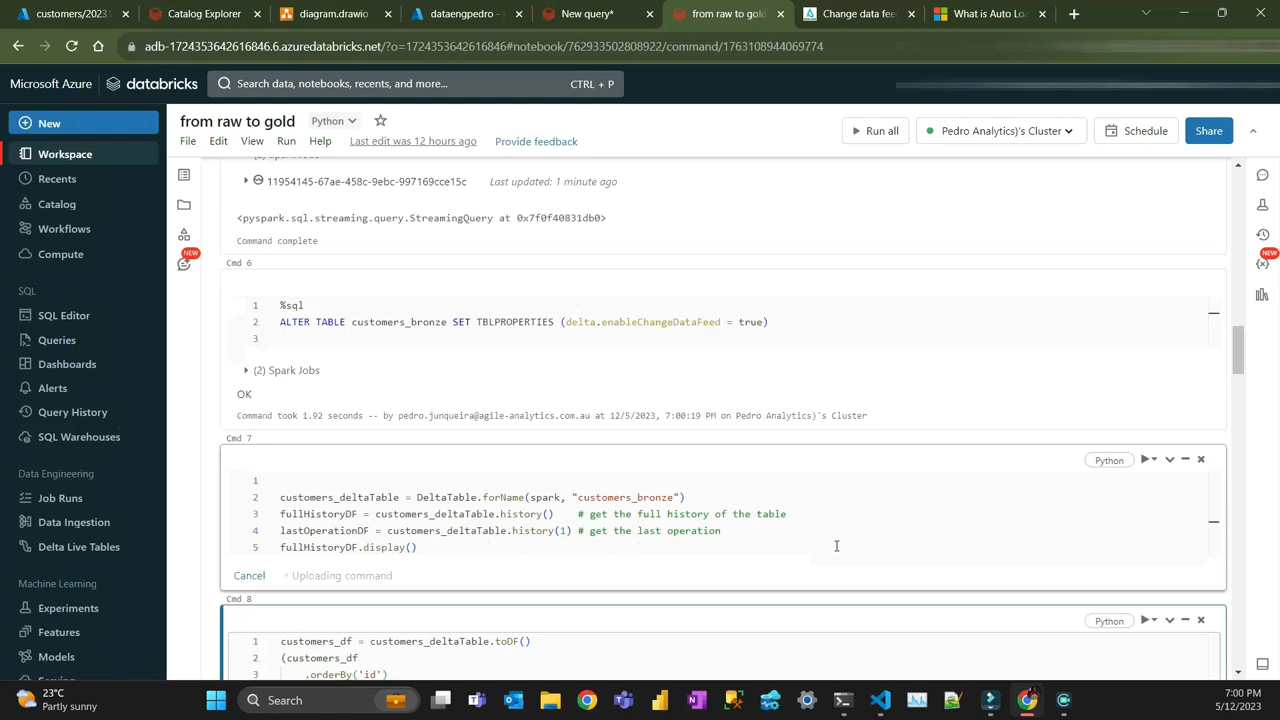 customers/20231
Catalog Explorer
diagram.drawio
dataengpedro
New query*
from raw to gold
Change data fee
What is Auto Loa
adb-1724353642616846.6.azuredatabricks.net/?o=1724353642616846#notebook/762933502808922/command/1763108944069774
Microsoft Azure
databricks
Search data, notebooks, recents, and more...
CTRL + P
New
Workspace
Recents
Catalog
Workflows
Compute
SQL
SQL Editor
Queries
Dashboards
Alerts
Query History
SQL Warehouses
Data Engineering
Job Runs
Data Ingestion
Delta Live Tables
Machine Learning
Experiments
Features
Models
from raw to gold
Python
File
Edit
View
Run
Help
Last edit was 12 hours ago
Provide feedback
Run all
Pedro Analytics)'s Cluster
Schedule
Share
NEW
NEW
11954145-67ae-458c-9ebc-997169cce15c
Last updated: 1 minute ago
<pyspark.sql.streaming.query.StreamingQuery at 0x7f0f40831db0>
Command complete
Cmd 6
1 %sql
2 ALTER TABLE customers_bronze SET TBLPROPERTIES (delta.enableChangeDataFeed = true)
3
(2) Spark Jobs
OK
Command took 1.92 seconds -- by pedro.junqueira@agile-analytics.com.au at 12/5/2023, 7:00:19 PM on Pedro Analytics)'s Cluster
Cmd 7
Python
1
2 customers_deltaTable = DeltaTable.forName(spark, "customers_bronze")
3 fullHistoryDF = customers_deltaTable.history() # get the full history of the table
4 lastOperationDF = customers_deltaTable.history(1) # get the last operation
5 fullHistoryDF.display()
Cancel
Uploading command
Cmd 8
Python
1 customers_df = customers_deltaTable.toDF()
2 (customers_df
3 .orderBy('id')
23°C
Partly sunny
Search
7:00 PM
5/12/2023